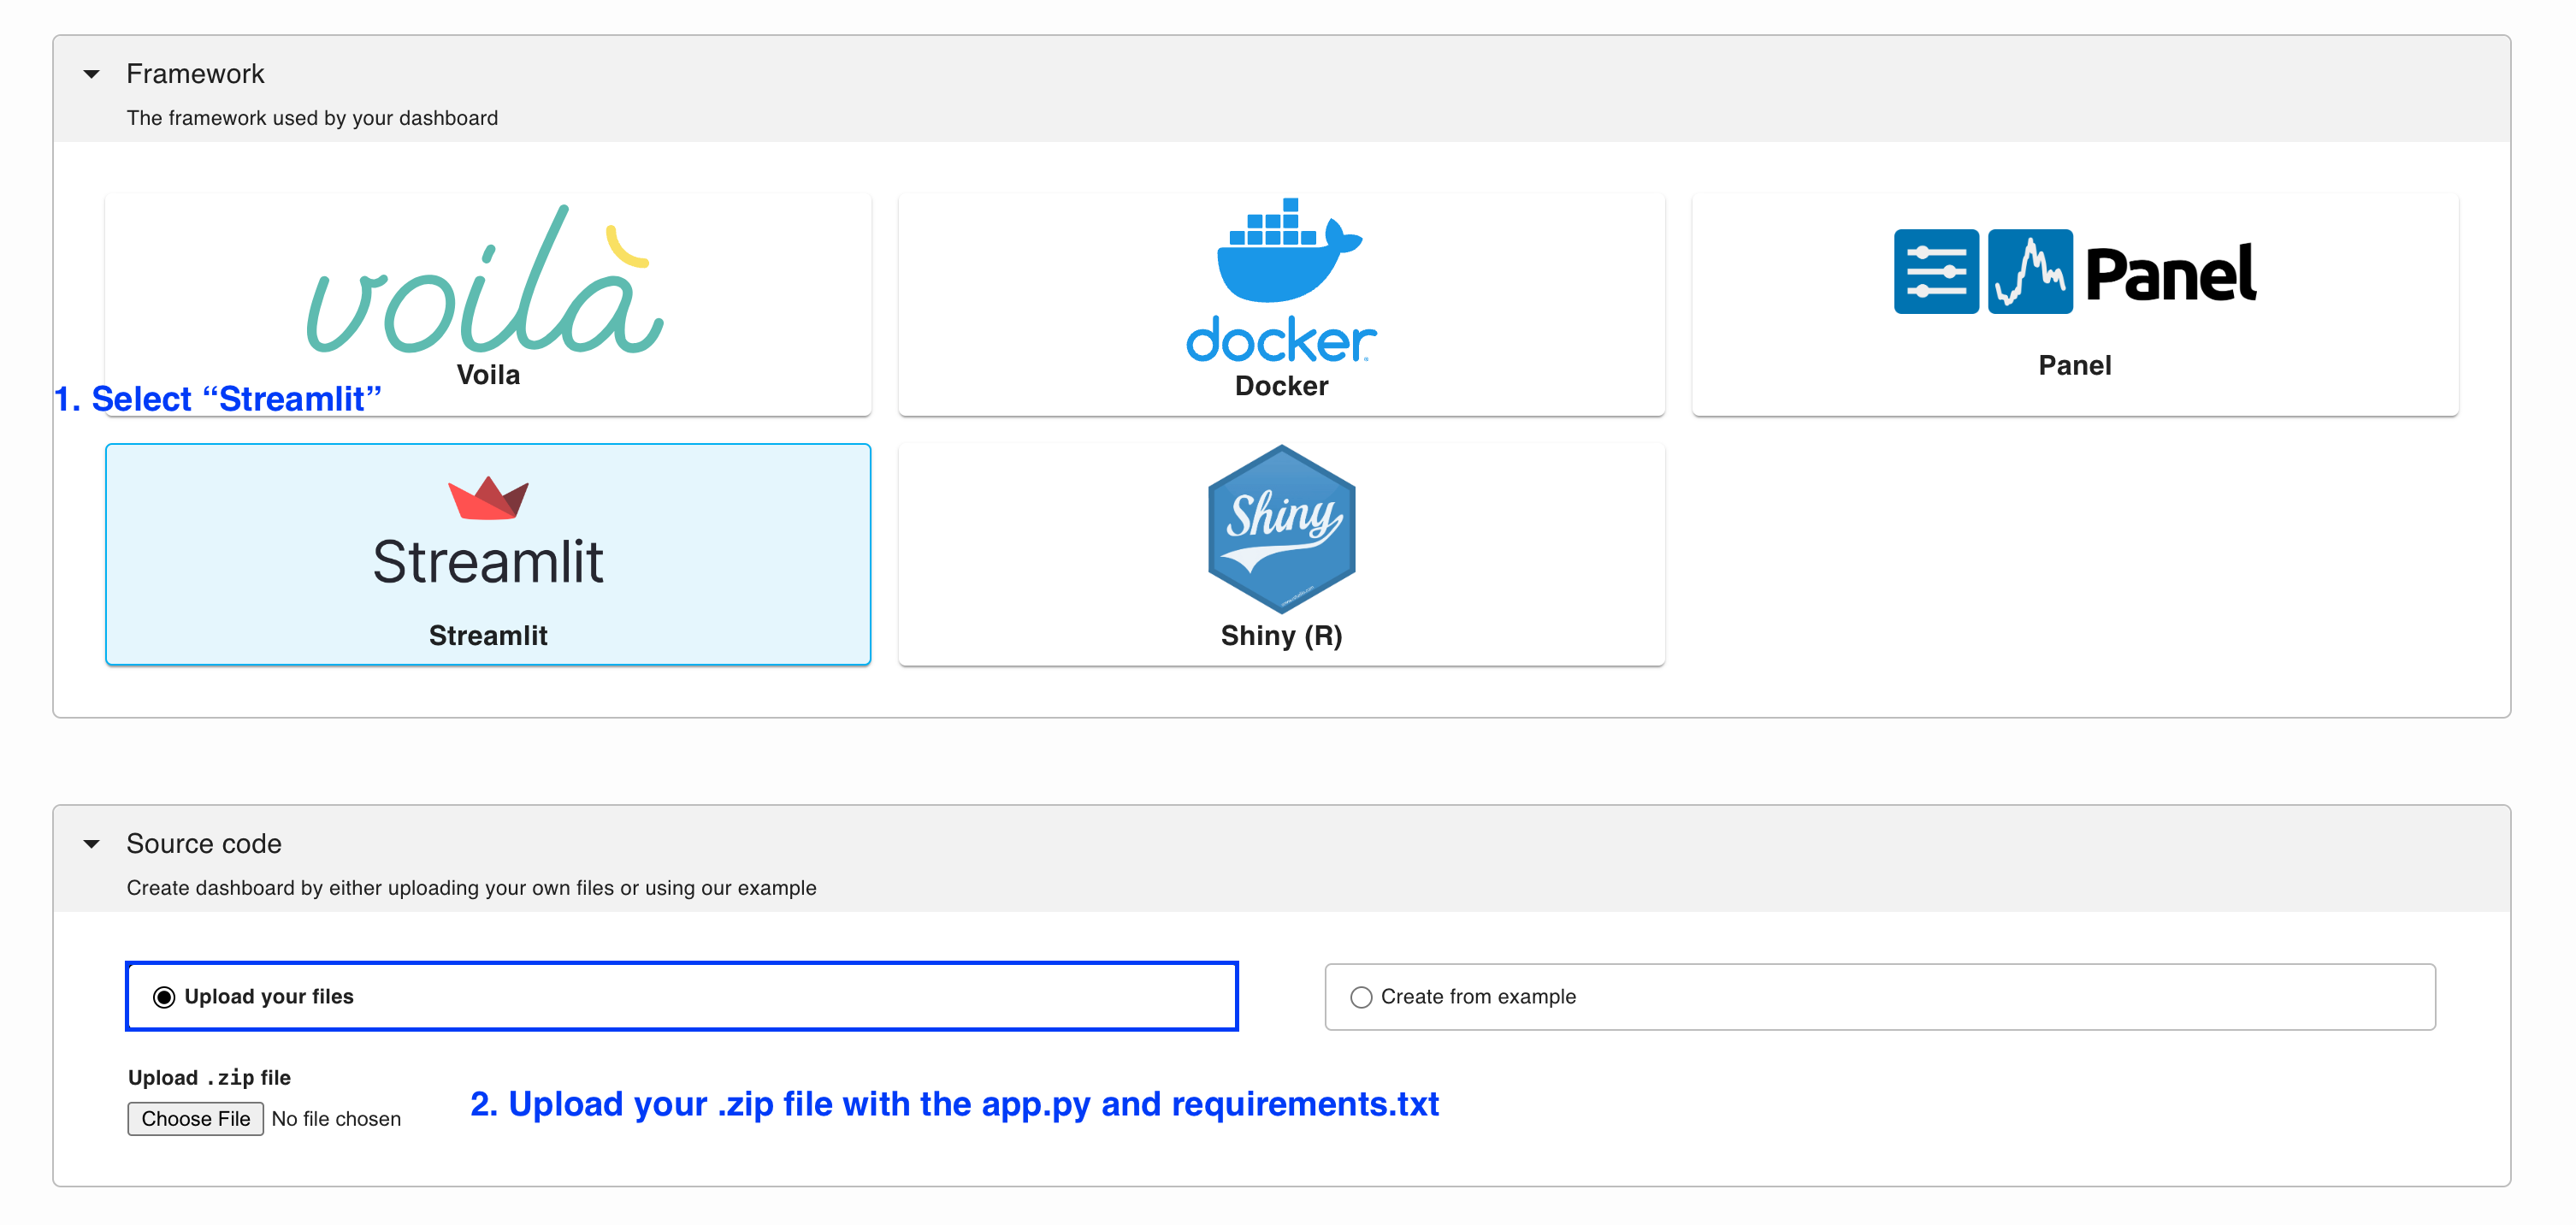 Framework
The framework used by your dashboard
voilà
Voila
docker
Docker
Panel
Panel
1. Select “Streamlit”
Streamlit
Streamlit
Shiny
Shiny (R)
Source code
Create dashboard by either uploading your own files or using our example
Upload your files
Create from example
Upload .zip file
Choose File No file chosen
2. Upload your .zip file with the app.py and requirements.txt